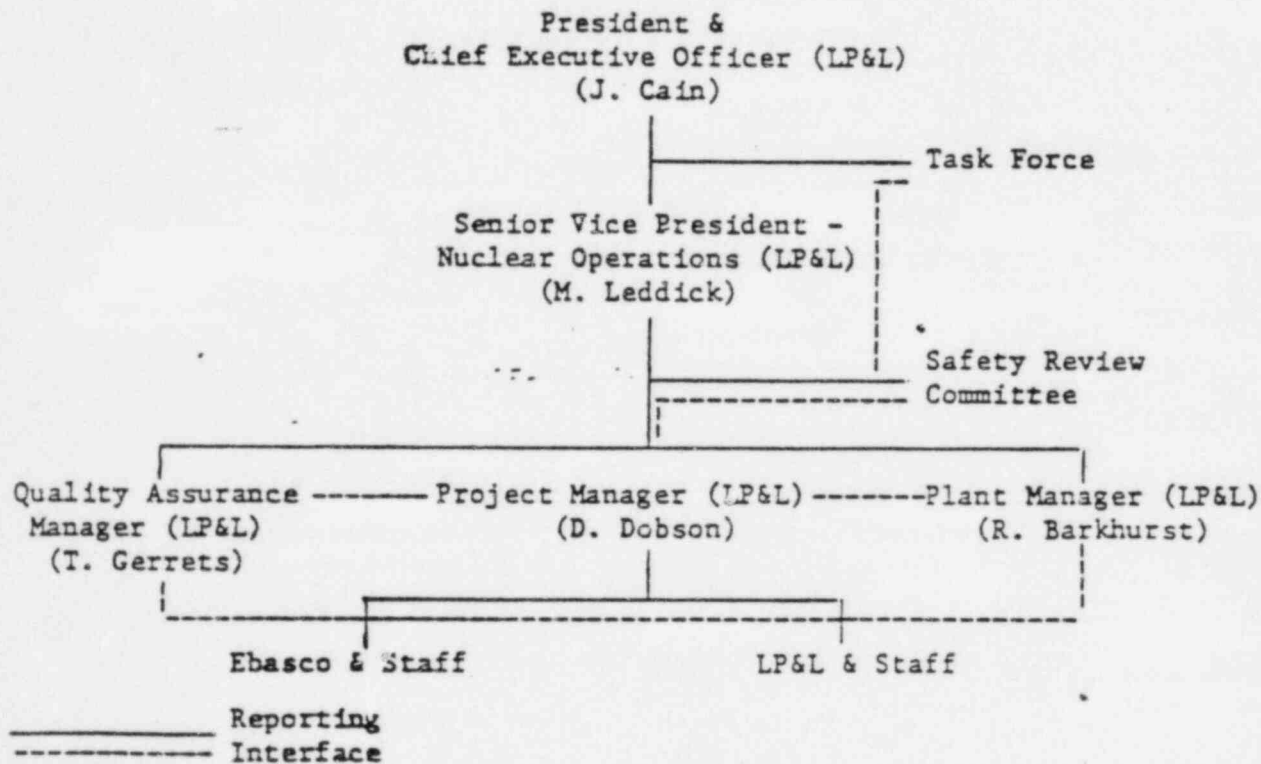 President &
Chief Executive Officer (LP&L)
(J. Cain)
Task Force
Senior Vice President -
Nuclear Operations (LP&L)
(M. Leddick)
Safety Review
Committee
Quality Assurance
Manager (LP&L)
(T. Gerrets)
Project Manager (LP&L)
(D. Dobson)
Plant Manager (LP&L)
(R. Barkhurst)
Ebasco & Staff
LP&L & Staff
Reporting
Interface